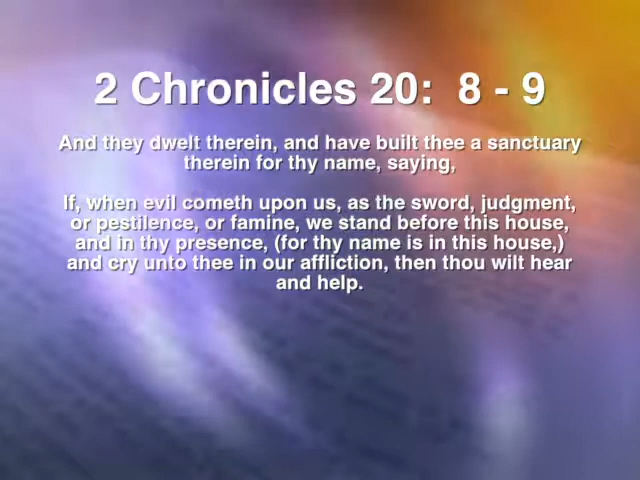 2 Chronicles 20:  8 - 9
And they dwelt therein, and have built thee a sanctuary
therein for thy name, saying,
If, when evil cometh upon us, as the sword, judgment,
or pestilence, or famine, we stand before this house,
and in thy presence, (for thy name is in this house,)
and cry unto thee in our affliction, then thou wilt hear
and help.